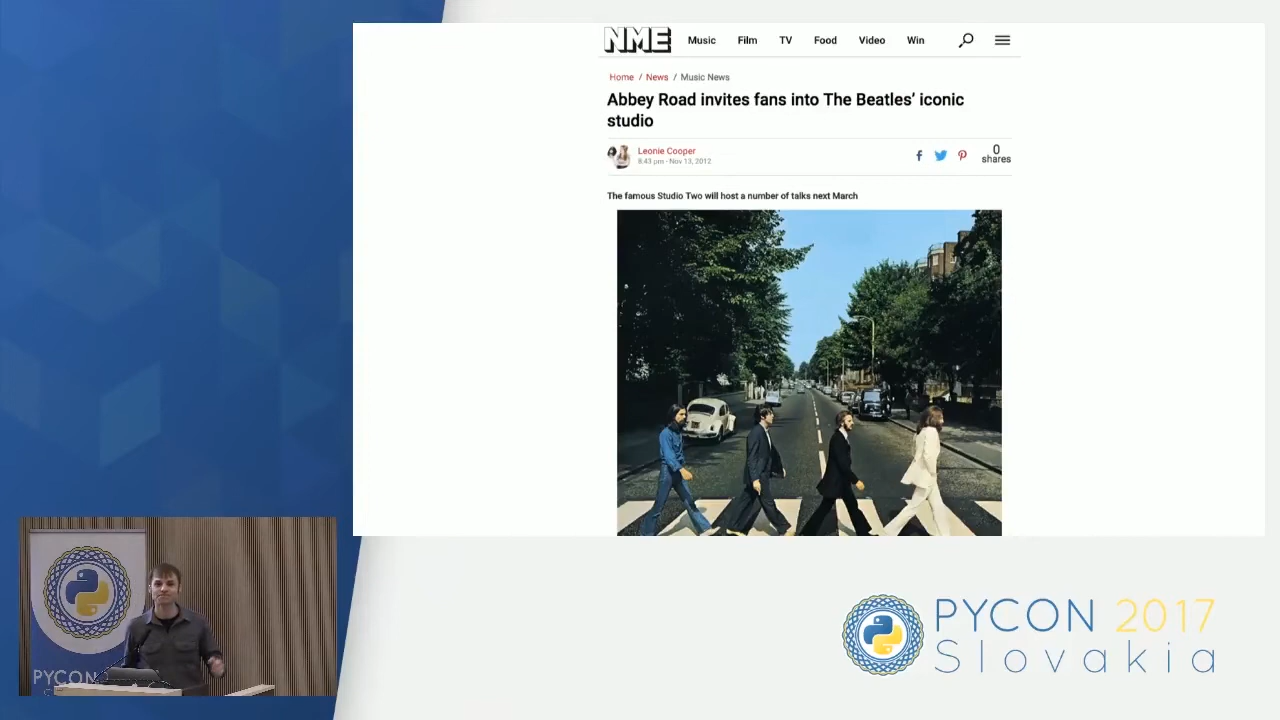 NME
Music Film TV Food Video Win
Home / News / Music News
Abbey Road invites fans into The Beatles’ iconic
studio
Leonie Cooper
8.43 pm - Nov 13, 2012
0
shares
The famous Studio Two will host a number of talks next March
PYCON
PYCON 2017
Slovakia